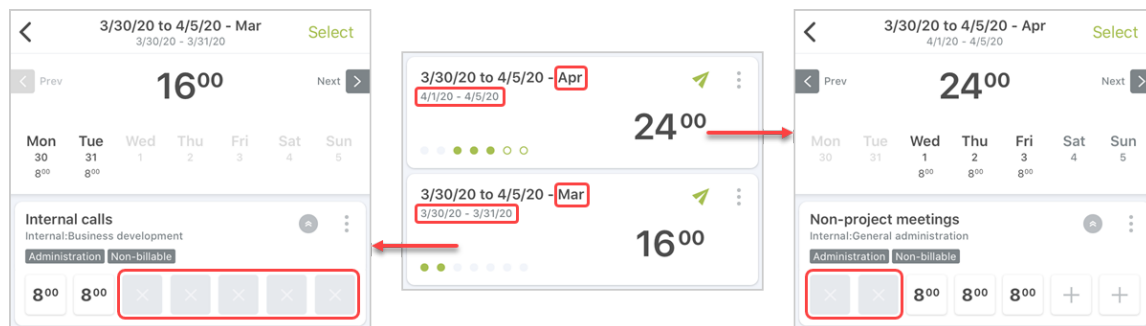 3/30/20 to 4/5/20 - Mar
3/30/20 - 3/31/20
Select
Prev
16⁰⁰
Next
Mon Tue Wed Thu Fri Sat Sun
30 31 1 2 3 4 5
8⁰⁰ 8⁰⁰
Internal calls
Internal:Business development
Administration Non-billable
8⁰⁰ 8⁰⁰
3/30/20 to 4/5/20 - Apr
4/1/20 - 4/5/20
24⁰⁰
3/30/20 to 4/5/20 - Mar
3/30/20 - 3/31/20
16⁰⁰
3/30/20 to 4/5/20 - Apr
4/1/20 - 4/5/20
Select
Prev
24⁰⁰
Next
Mon Tue Wed Thu Fri Sat Sun
30 31 1 2 3 4 5
8⁰⁰ 8⁰⁰ 8⁰⁰
Non-project meetings
Internal:General administration
Administration Non-billable
8⁰⁰ 8⁰⁰ 8⁰⁰